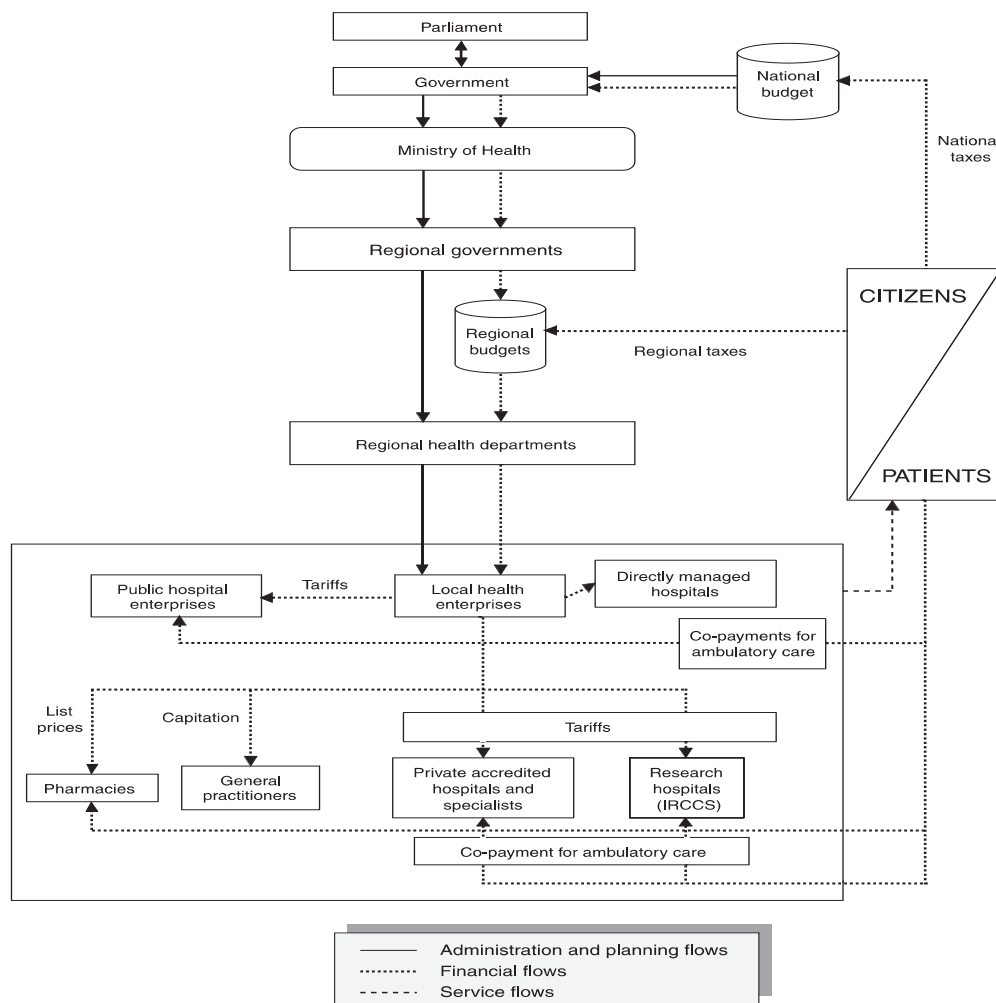 Parliament
Government
National
budget
Ministry of Health
National
taxes
Regional governments
CITIZENS
Regional
budgets
Regional taxes
Regional health departments
PATIENTS
Public hospital
enterprises
Tariffs
Local health
enterprises
Directly managed
hospitals
Co-payments for
ambulatory care
List
prices
Capitation
Tariffs
Pharmacies
General
practitioners
Private accredited
hospitals and
specialists
Research
hospitals
(IRCCS)
Co-payment for ambulatory care
Administration and planning flows
Financial flows
Service flows